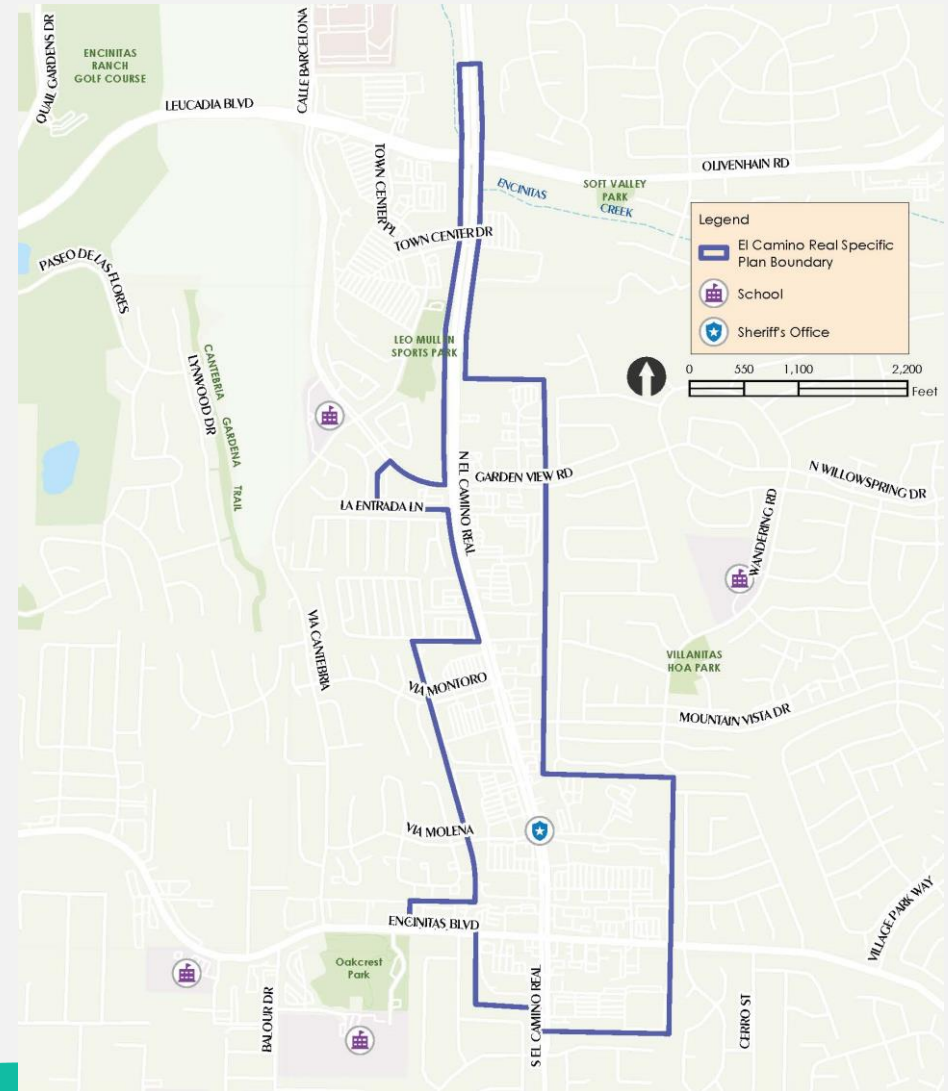 QUAIL GARDENS DR
ENCINITAS
RANCH
GOLF COURSE
CALLE BARCELONA
LEUCADIA BLVD
OLIVENHAIN RD
TOWN CENTER PL
ENCINITAS
CREEK
SOFT VALLEY
PARK
TOWN CENTER DR
Legend
El Camino Real Specific
Plan Boundary
School
Sheriff's Office
0 550 1,100 2,200
Feet
PASEO DE LAS FLORES
LEO MULLEN
SPORTS PARK
CANTEBRIA GARDENA TRAIL
LYNWOOD DR
N EL CAMINO REAL
GARDEN VIEW RD
N WILLOWSPRING DR
LA ENTRADA LN
WANDERING RD
VIA CANTEBRIA
VILLANITAS
HOA PARK
VIA MONTORO
MOUNTAIN VISTA DR
VIA MOLENA
VILLAGE PARK WAY
ENCINITAS BLVD
Oakcrest
Park
BALOUR DR
S EL CAMINO REAL
CERRO ST